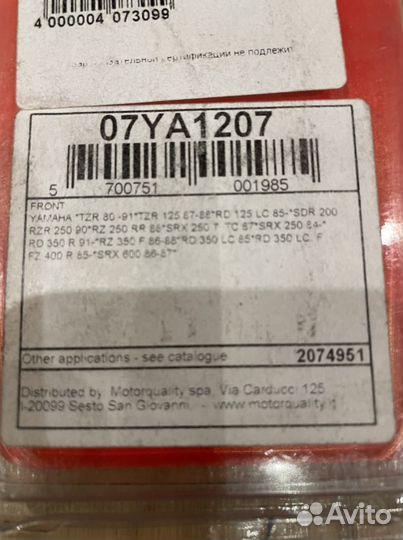 4 000004 073099
сертификации не подлежит
07YA1207
5 700751 001985
FRONT
YAMAHA *TZR 80 -91*TZR 125 87-88*RD 125 LC 85-*SDR 200
RZR 250 90*RZ 250 RR 88*SRX 250 T TC 87*SRX 250 84-*
RD 350 R 91-*RZ 350 F 86-88*RD 350 LC 85*RD 350 LC. F
FZ 400 R 85-*SRX 600 86-87*
Other applications - see catalogue 2074951
Distributed by Motorquality spa, Via Carducci 125
I-20099 Sesto San Giovanni - www.motorquality.it
Avito